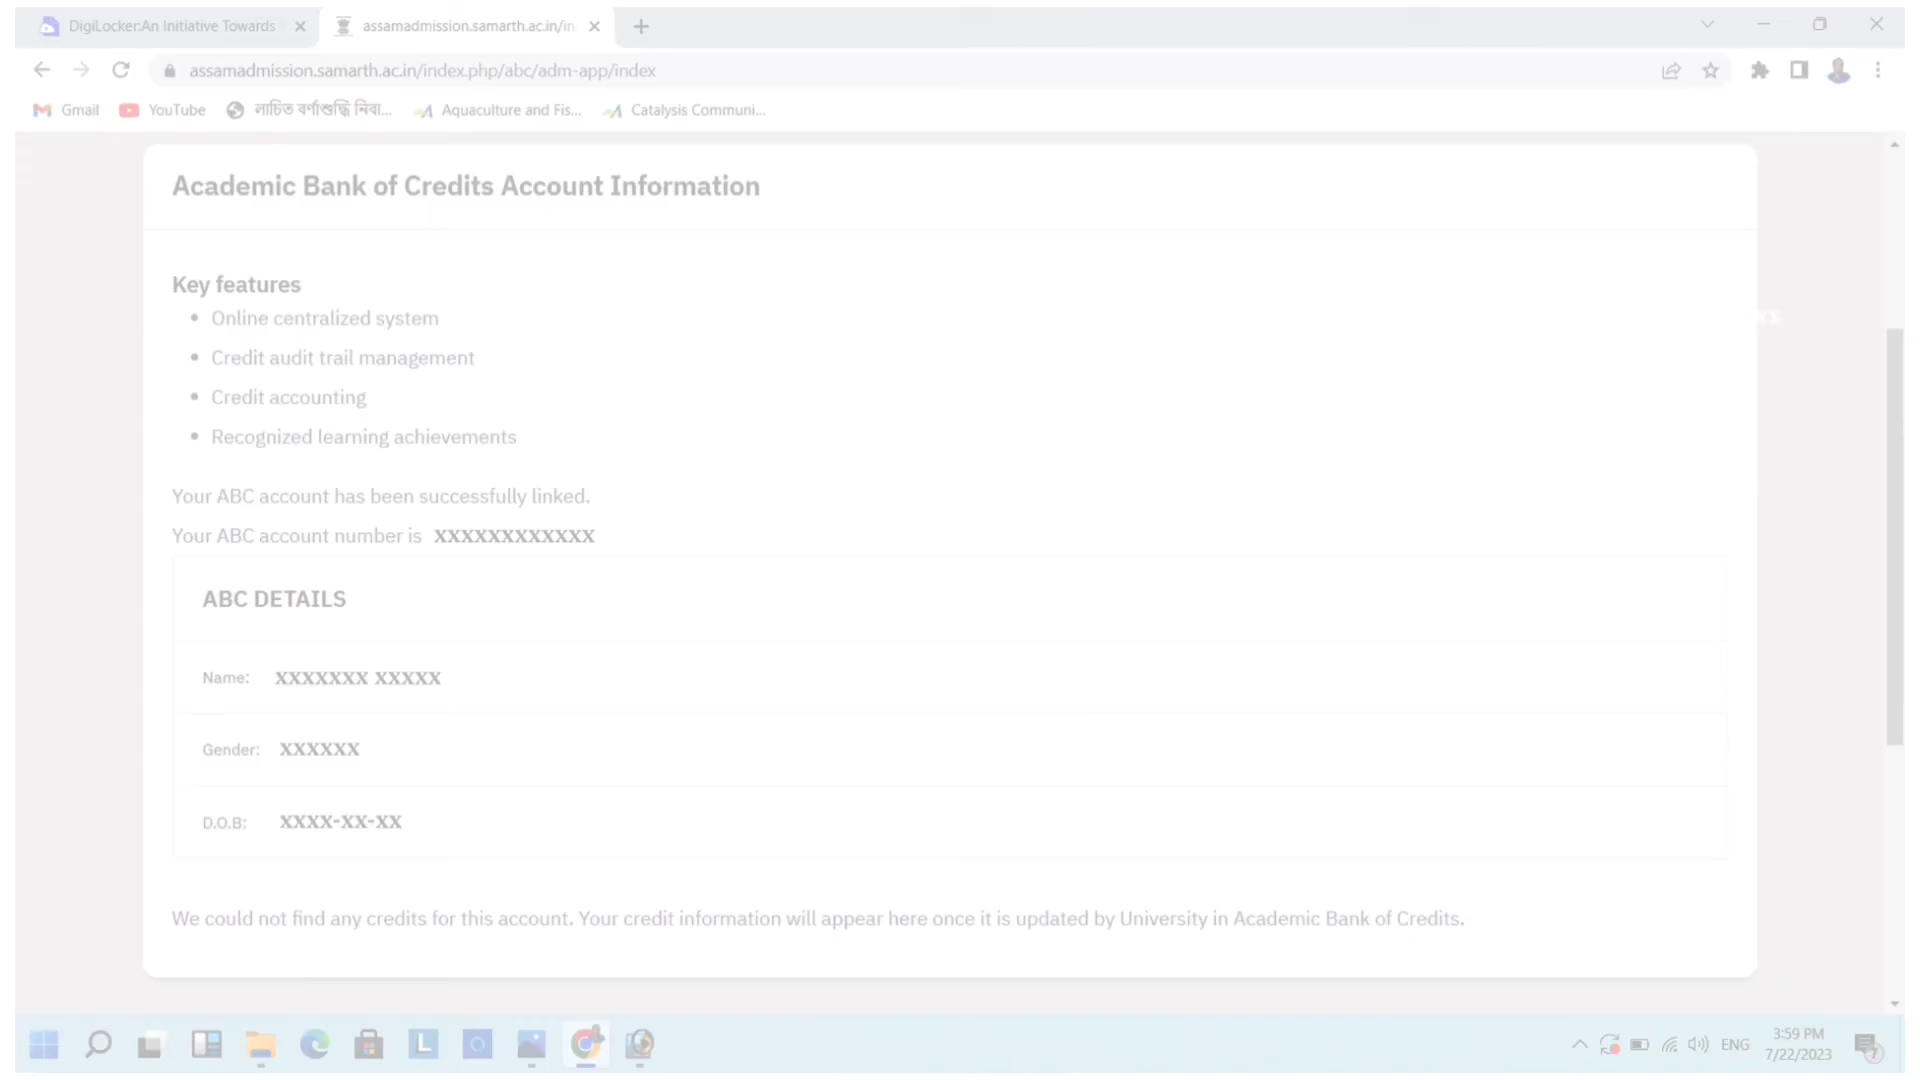 DigiLocker:An Initiative Towards
assamadmission.samarth.ac.in/in
assamadmission.samarth.ac.in/index.php/abc/adm-app/index
Gmail
YouTube
লাচিত বৰ্ণাশুদ্ধি নিবা...
Aquaculture and Fis...
Catalysis Communi...
Academic Bank of Credits Account Information
Key features
Online centralized system
XX
Credit audit trail management
Credit accounting
Recognized learning achievements
Your ABC account has been successfully linked.
Your ABC account number is XXXXXXXXXXXX
ABC DETAILS
Name: XXXXXXX XXXXX
Gender: XXXXXX
D.O.B: XXXX-XX-XX
We could not find any credits for this account. Your credit information will appear here once it is updated by University in Academic Bank of Credits.
L
ENG
3:59 PM
7/22/2023
7